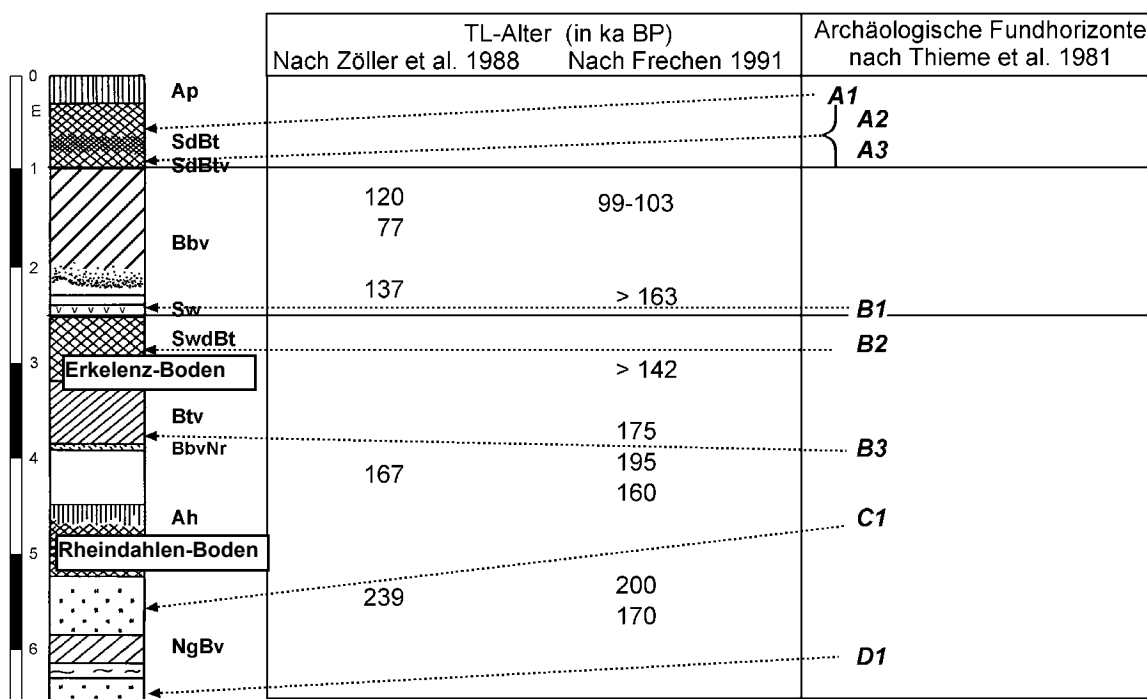 TL-Alter (in ka BP)
Nach Zöller et al. 1988 Nach Frechen 1991
Archäologische Fundhorizonte
nach Thieme et al. 1981
0
m
Ap
A1
A2
SdBt
A3
SdBtv
1
120 99-103
77
Bbv
2
137 > 163
Sw
B1
SwdBt
B2
3
Erkelenz-Boden
> 142
Btv
175
BbvNr
B3
4
167 195
160
Ah
C1
5
Rheindahlen-Boden
239 200
170
6
NgBv
D1